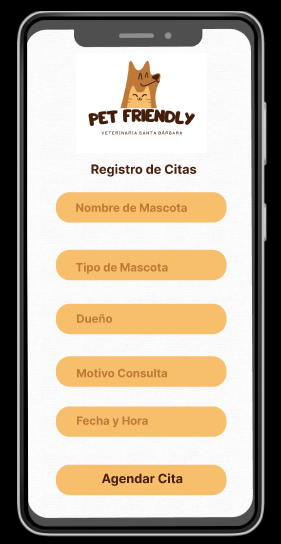 PET FRIENDLY
VETERINARIA SANTA BÁRBARA
Registro de Citas
Nombre de Mascota
Tipo de Mascota
Dueño
Motivo Consulta
Fecha y Hora
Agendar Cita